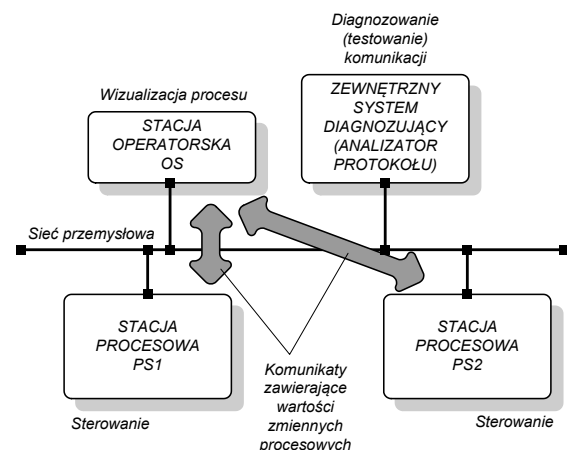 Diagnozowanie
(testowanie)
komunikacji
Wizualizacja procesu
STACJA
OPERATORSKA
OS
ZEWNĘTRZNY
SYSTEM
DIAGNOZUJĄCY
(ANALIZATOR
PROTOKOŁU)
Sieć przemysłowa
STACJA
PROCESOWA
PS1
STACJA
PROCESOWA
PS2
Komunikaty
zawierające
wartości
zmiennych
procesowych
Sterowanie
Sterowanie